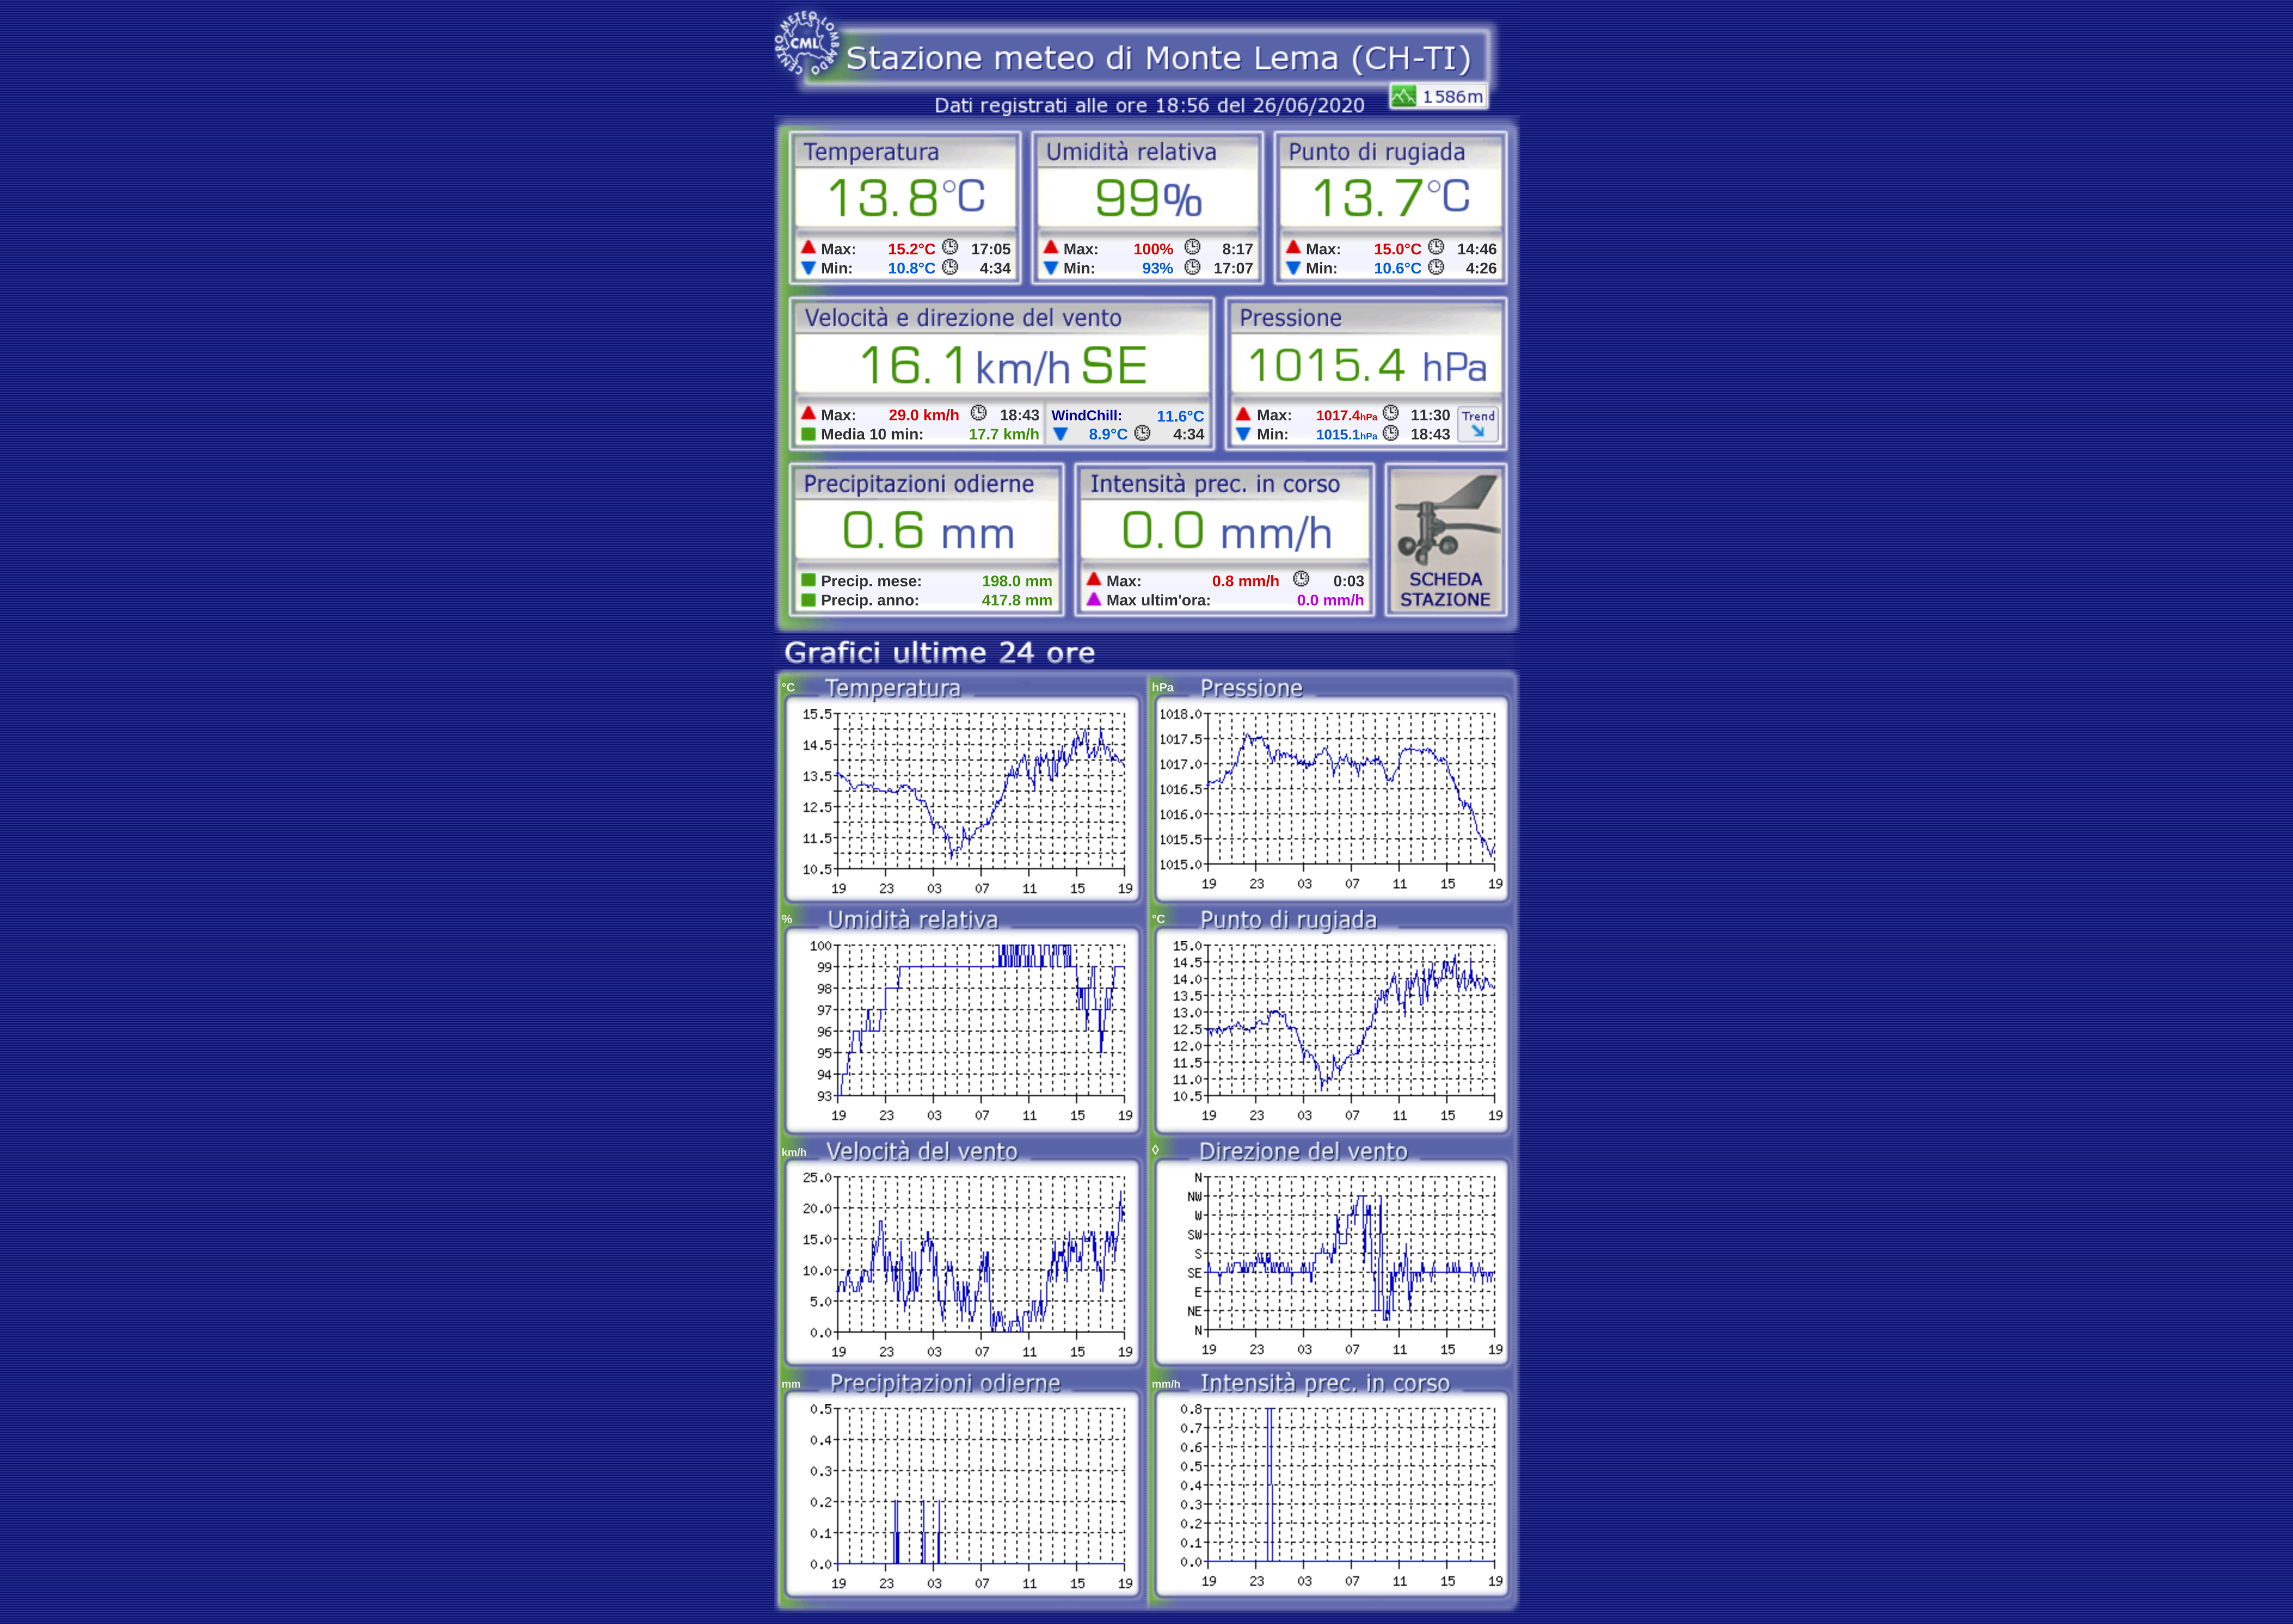 CENTRO METEO LOMBARDO
CML
Stazione meteo di Monte Lema (CH-TI)
Dati registrati alle ore 18:56 del 26/06/2020
1586m
Temperatura
13.8°C
Max: 15.2°C 17:05
Min: 10.8°C 4:34
Umidità relativa
99%
Max: 100% 8:17
Min: 93% 17:07
Punto di rugiada
13.7°C
Max: 15.0°C 14:46
Min: 10.6°C 4:26
Velocità e direzione del vento
16.1 km/h SE
Max: 29.0 km/h 18:43
Media 10 min: 17.7 km/h
WindChill: 11.6°C
8.9°C 4:34
Pressione
1015.4 hPa
Max: 1017.4hPa 11:30
Min: 1015.1hPa 18:43
Trend
Precipitazioni odierne
0.6 mm
Precip. mese: 198.0 mm
Precip. anno: 417.8 mm
Intensità prec. in corso
0.0 mm/h
Max: 0.8 mm/h 0:03
Max ultim'ora: 0.0 mm/h
SCHEDA
STAZIONE
Grafici ultime 24 ore
°C Temperatura
15.5
14.5
13.5
12.5
11.5
10.5
19 23 03 07 11 15 19
hPa Pressione
1018.0
1017.5
1017.0
1016.5
1016.0
1015.5
1015.0
19 23 03 07 11 15 19
% Umidità relativa
100
99
98
97
96
95
94
93
19 23 03 07 11 15 19
°C Punto di rugiada
15.0
14.5
14.0
13.5
13.0
12.5
12.0
11.5
11.0
10.5
19 23 03 07 11 15 19
km/h Velocità del vento
25.0
20.0
15.0
10.0
5.0
0.0
19 23 03 07 11 15 19
◊ Direzione del vento
N
NW
W
SW
S
SE
E
NE
N
19 23 03 07 11 15 19
mm Precipitazioni odierne
0.5
0.4
0.3
0.2
0.1
0.0
19 23 03 07 11 15 19
mm/h Intensità prec. in corso
0.8
0.7
0.6
0.5
0.4
0.3
0.2
0.1
0.0
19 23 03 07 11 15 19